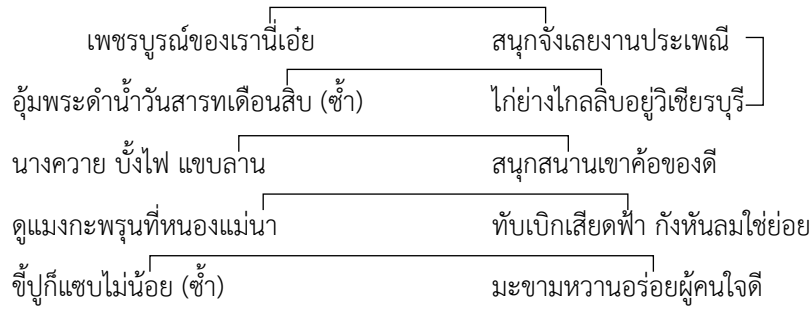 เพชรบูรณ์ของเรานี่เอ๋ย สนุกจังเลยงานประเพณี
อุ้มพระดำน้ำวันสารทเดือนสิบ (ซ้ำ) ไก่ย่างไกลลิบอยู่วิเชียรบุรี
นางควาย บั้งไฟ แขบลาน สนุกสนานเขาค้อของดี
ดูแมงกะพรุนที่หนองแม่นา ทับเบิกเสียดฟ้า กังหันลมใช่ย่อย
ขี้ปูก็แซบไม่น้อย (ซ้ำ) มะขามหวานอร่อยผู้คนใจดี